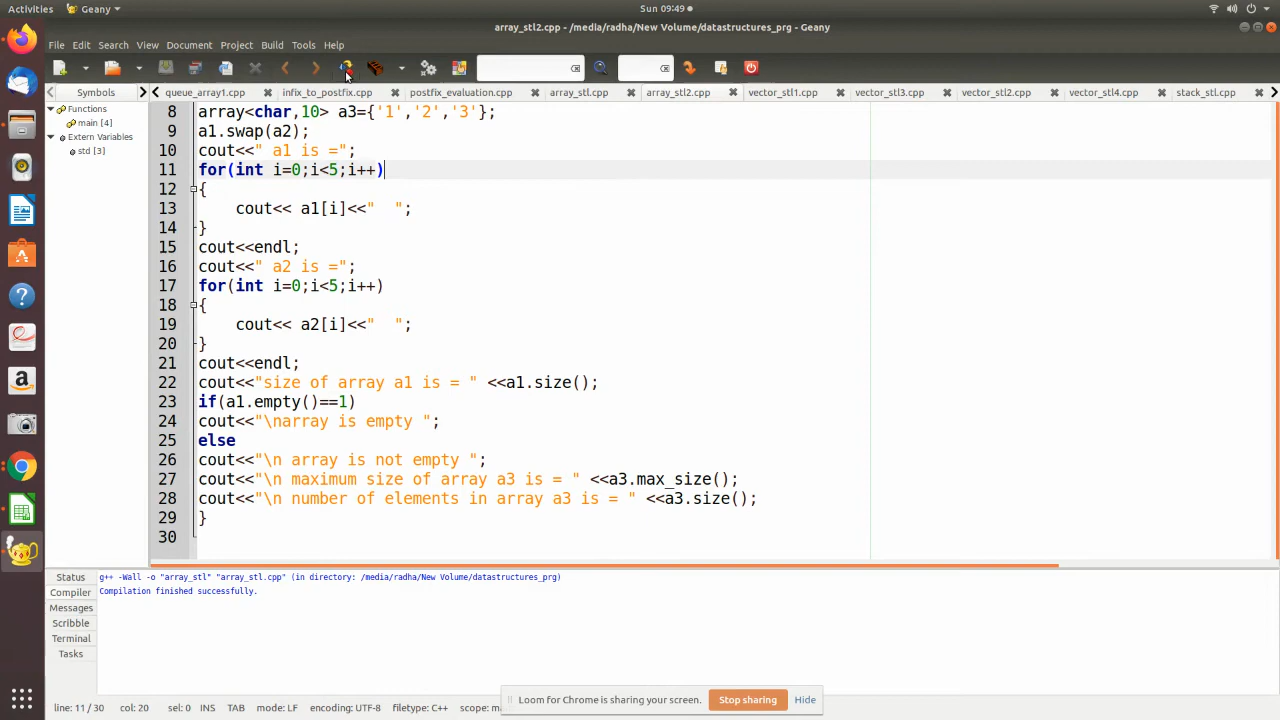 Activities Geany Sun 09:49
array_stl2.cpp - /media/radha/New Volume/datastructures_prg - Geany
File Edit Search View Document Project Build Tools Help
Symbols queue_array1.cpp infix_to_postfix.cpp postfix_evaluation.cpp array_stl.cpp array_stl2.cpp vector_stl1.cpp vector_stl3.cpp vector_stl2.cpp vector_stl4.cpp stack_stl.cpp
Functions
main [4]
Extern Variables
std [3]
8 array<char,10> a3={'1','2','3'};
9 a1.swap(a2);
10 cout<<" a1 is =";
11 for(int i=0;i<5;i++)
12 {
13     cout<< a1[i]<<"  ";
14 }
15 cout<<endl;
16 cout<<" a2 is =";
17 for(int i=0;i<5;i++)
18 {
19     cout<< a2[i]<<"  ";
20 }
21 cout<<endl;
22 cout<<"size of array a1 is = " <<a1.size();
23 if(a1.empty()==1)
24 cout<<"\narray is empty ";
25 else
26 cout<<"\n array is not empty ";
27 cout<<"\n maximum size of array a3 is = " <<a3.max_size();
28 cout<<"\n number of elements in array a3 is = " <<a3.size();
29 }
30
Status
Compiler
Messages
Scribble
Terminal
Tasks
g++ -Wall -o "array_stl" "array_stl.cpp" (in directory: /media/radha/New Volume/datastructures_prg)
Compilation finished successfully.
Loom for Chrome is sharing your screen. Stop sharing Hide
line: 11 / 30 col: 20 sel: 0 INS TAB mode: LF encoding: UTF-8 filetype: C++